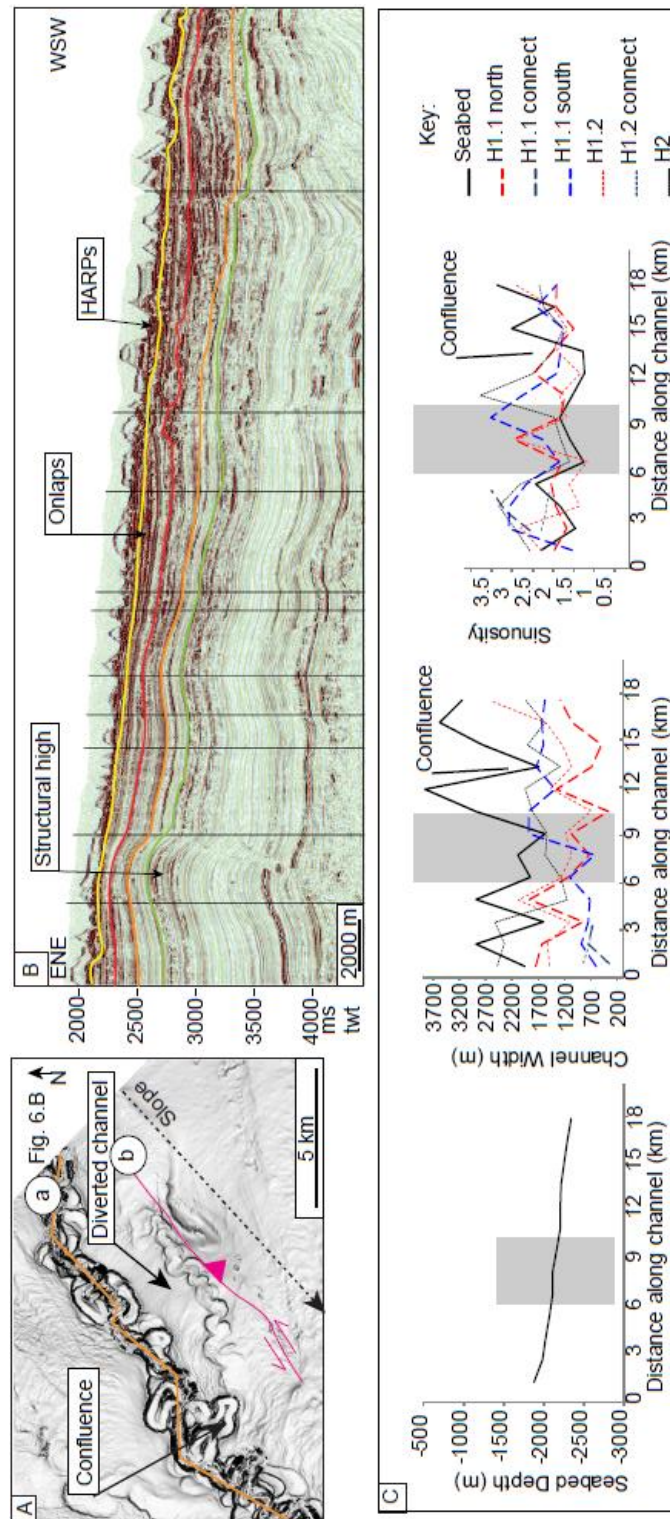 A
Fig. 6.B
N
a
Diverted channel
b
Confluence
Slope
5 km
B
ENE
WSW
Structural high
Onlaps
HARPs
2000
2500
3000
3500
4000
ms
twt
2000 m
C
-500
-1000
-1500
-2000
-2500
-3000
Seabed Depth (m)
0 3 6 9 12 15 18
Distance along channel (km)
3700
3200
2700
2200
1700
1200
700
200
Channel Width (m)
Confluence
0 3 6 9 12 15 18
Distance along channel (km)
3.5
3
2.5
2
1.5
1
0.5
Sinuosity
Confluence
0 3 6 9 12 15 18
Distance along channel (km)
Key:
Seabed
H1.1 north
H1.1 connect
H1.1 south
H1.2
H1.2 connect
H2